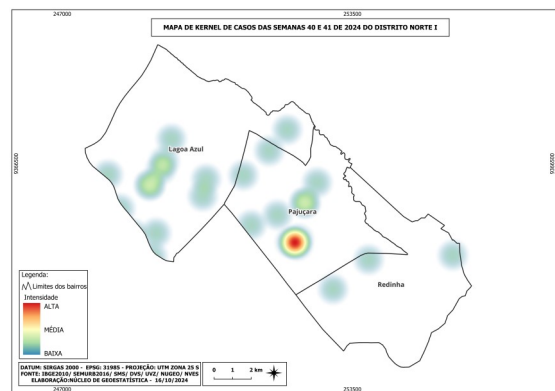 247000
253500
MAPA DE KERNEL DE CASOS DAS SEMANAS 40 E 41 DE 2024 DO DISTRITO NORTE I
9366500
9366500
Lagoa Azul
Pajuçara
Redinha
Legenda:
Limites dos bairros
Intensidade
ALTA
MÉDIA
BAIXA
DATUM: SIRGAS 2000 - EPSG: 31985 - PROJEÇÃO: UTM ZONA 25 S
FONTE: IBGE2010/ SEMURB2016/ SMS/ DVS/ UVZ/ NUGEO/ NVES
ELABORAÇÃO:NÚCLEO DE GEOESTATÍSTICA - 16/10/2024
0 1 2 km
247000
253500